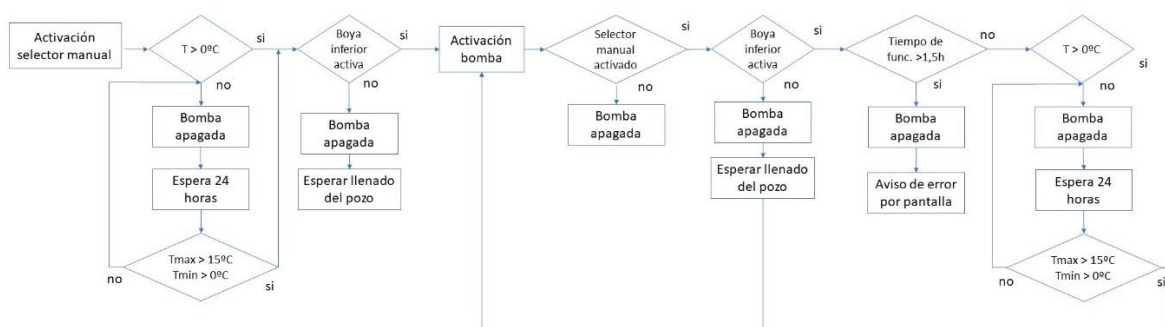 Activación
selector manual
T > 0ºC
si
no
Bomba
apagada
Espera 24
horas
Tmax > 15ºC
Tmin > 0ºC
no
si
Boya
inferior
activa
si
no
Bomba
apagada
Esperar llenado
del pozo
Activación
bomba
Selector
manual
activado
si
no
Bomba
apagada
Boya
inferior
activa
si
no
Bomba
apagada
Esperar llenado
del pozo
Tiempo de
func. >1,5h
no
si
Bomba
apagada
Aviso de error
por pantalla
T > 0ºC
si
no
Bomba
apagada
Espera 24
horas
Tmax > 15ºC
Tmin > 0ºC
no
si